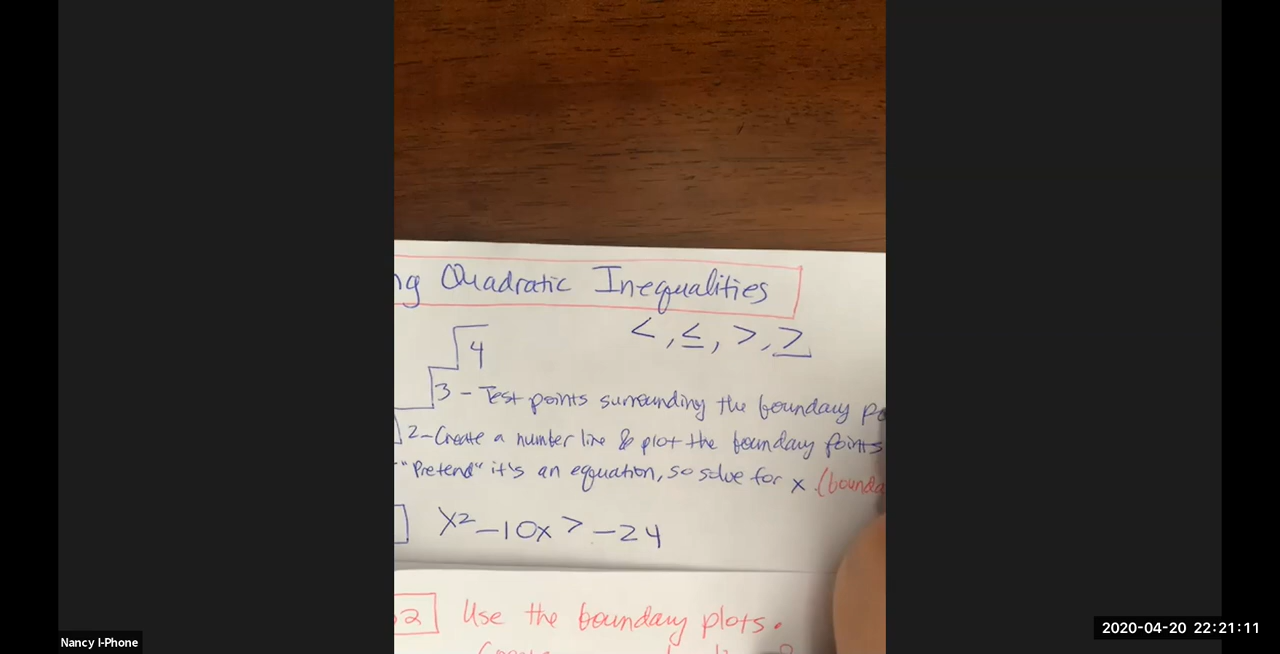 ng Quadratic Inequalities
<, ≤, >, ≥
4
3 - Test points surrounding the boundary po
2-Create a number line & plot the boundary points
"Pretend" it's an equation, so solve for x. (bounda
x² - 10x > -24
2 Use the boundary plots.
Nancy I-Phone
2020-04-20 22:21:11